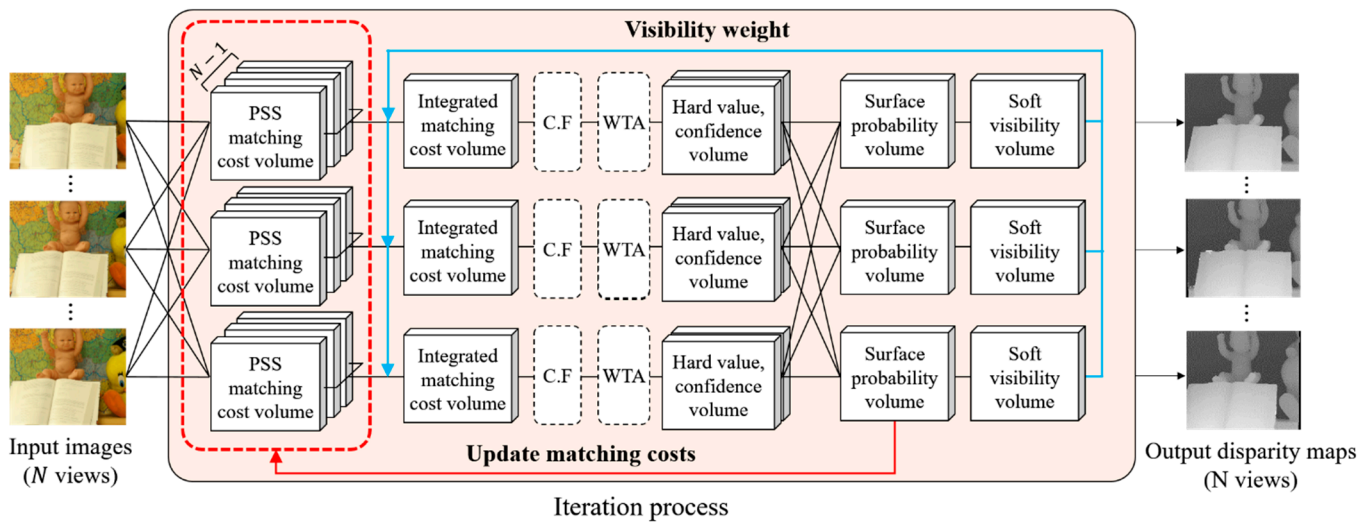 Visibility weight
N − 1
PSS
matching
cost volume
Integrated
matching
cost volume
C.F
WTA
Hard value,
confidence
volume
Surface
probability
volume
Soft
visibility
volume
PSS
matching
cost volume
Integrated
matching
cost volume
C.F
WTA
Hard value,
confidence
volume
Surface
probability
volume
Soft
visibility
volume
PSS
matching
cost volume
Integrated
matching
cost volume
C.F
WTA
Hard value,
confidence
volume
Surface
probability
volume
Soft
visibility
volume
Input images
(N views)
Update matching costs
Output disparity maps
(N views)
Iteration process